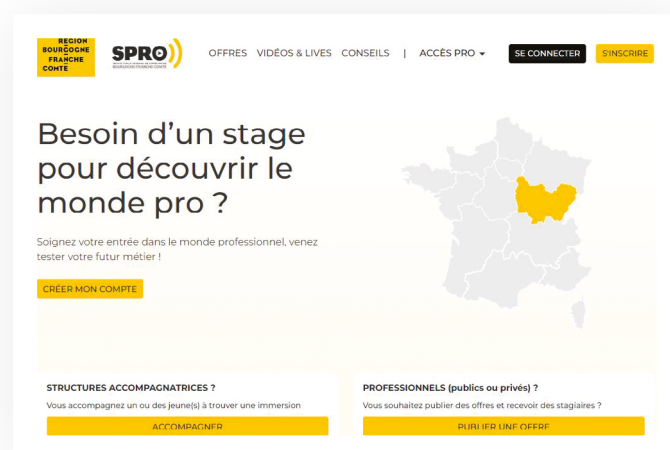 RÉGION
BOURGOGNE
FRANCHE
COMTÉ
SPRO
OFFRES VIDÉOS & LIVES CONSEILS | ACCÈS PRO
SE CONNECTER
S'INSCRIRE
Besoin d'un stage
pour découvrir le
monde pro ?
Soignez votre entrée dans le monde professionnel, venez
tester votre futur métier !
CRÉER MON COMPTE
STRUCTURES ACCOMPAGNATRICES ?
Vous accompagnez un ou des jeune(s) à trouver une immersion
ACCOMPAGNER
PROFESSIONNELS (publics ou privés) ?
Vous souhaitez publier des offres et recevoir des stagiaires ?
PUBLIER UNE OFFRE